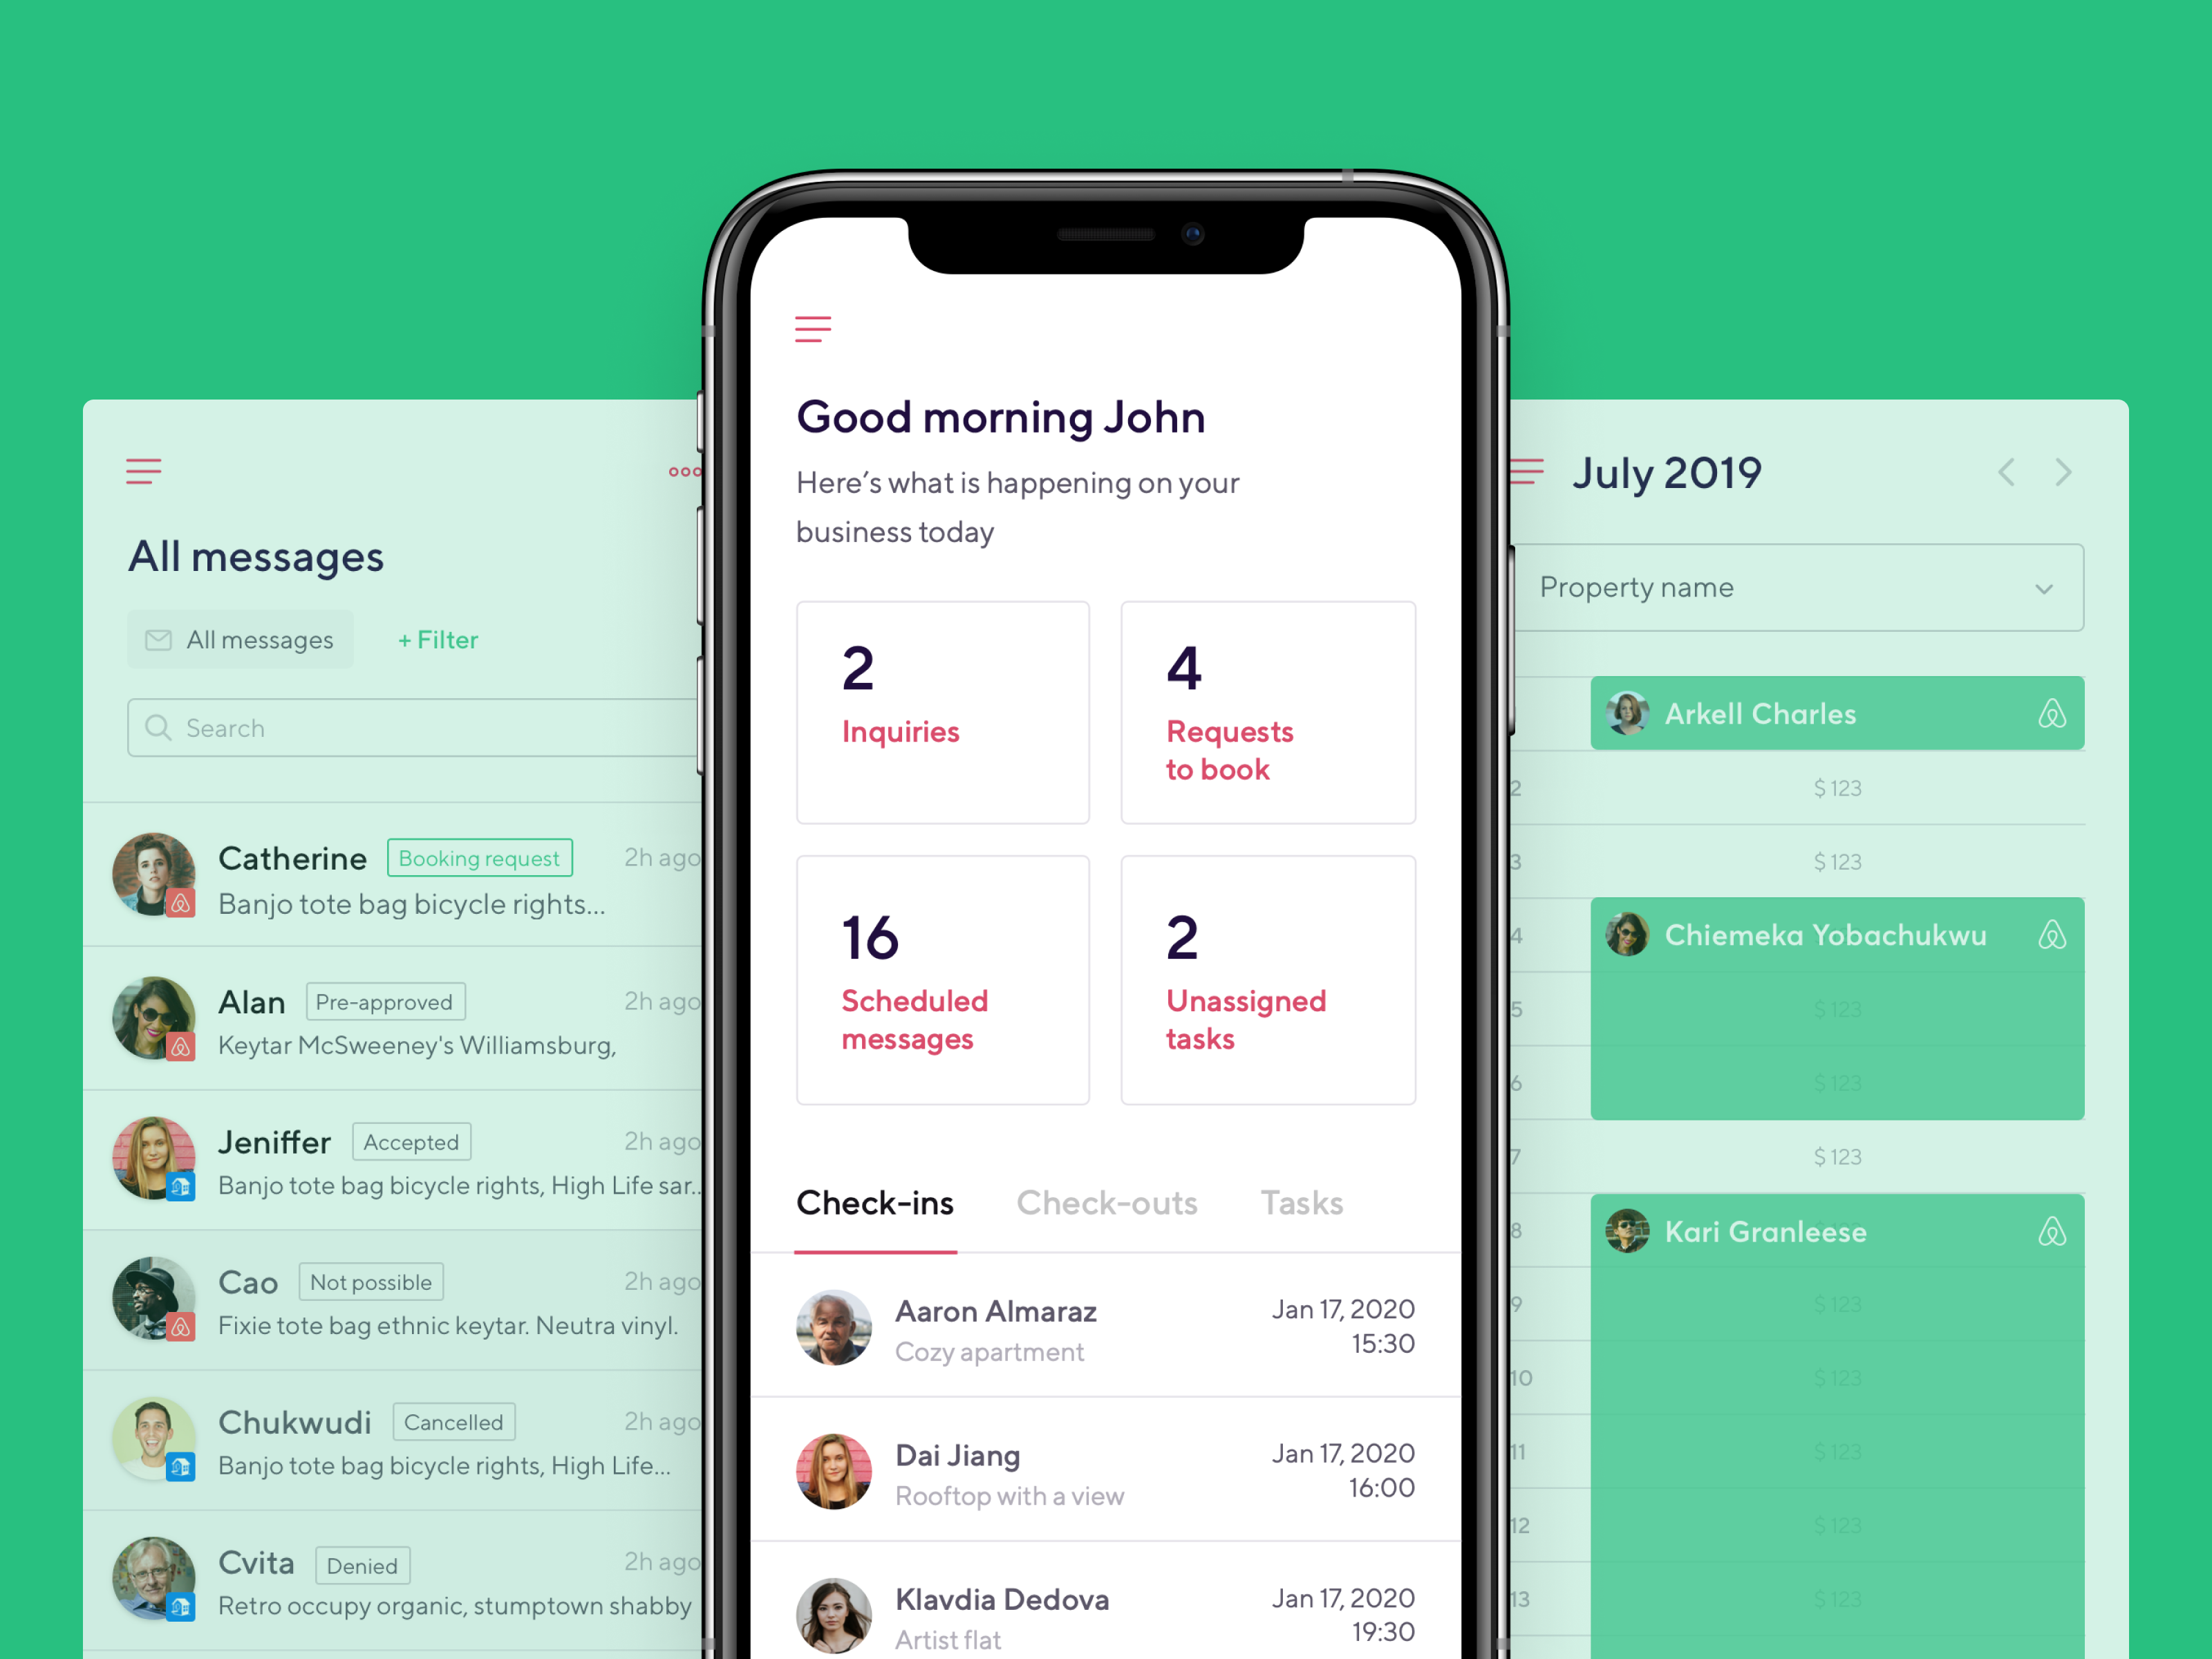 All messages
All messages
+ Filter
Search
Catherine
Booking request
2h ago
Banjo tote bag bicycle rights...
Alan
Pre-approved
2h ago
Keytar McSweeney's Williamsburg,
Jeniffer
Accepted
2h ago
Banjo tote bag bicycle rights, High Life sar..
Cao
Not possible
2h ago
Fixie tote bag ethnic keytar. Neutra vinyl.
Chukwudi
Cancelled
2h ago
Banjo tote bag bicycle rights, High Life...
Cvita
Denied
2h ago
Retro occupy organic, stumptown shabby
Good morning John
Here's what is happening on your
business today
2
Inquiries
4
Requests
to book
16
Scheduled
messages
2
Unassigned
tasks
Check-ins
Check-outs
Tasks
Aaron Almaraz
Jan 17, 2020
Cozy apartment
15:30
Dai Jiang
Jan 17, 2020
Rooftop with a view
16:00
Klavdia Dedova
Jan 17, 2020
Artist flat
19:30
July 2019
Property name
Arkell Charles
2
$ 123
3
$ 123
4
Chiemeka Yobachukwu
5
$ 123
6
$ 123
7
$ 123
8
Kari Granleese
9
$ 123
10
$ 123
11
$ 123
12
$ 123
13
$ 123